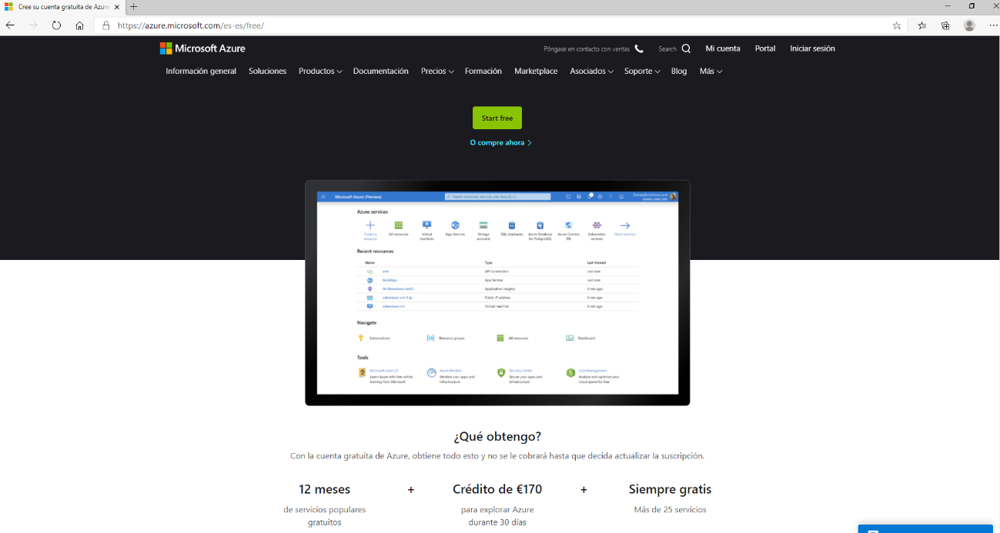 Cree su cuenta gratuita de Azure
https://azure.microsoft.com/es-es/free/
Microsoft Azure
Póngase en contacto con ventas
Search
Mi cuenta
Portal
Iniciar sesión
Información general
Soluciones
Productos
Documentación
Precios
Formación
Marketplace
Asociados
Soporte
Blog
Más
Start free
O compre ahora
Microsoft Azure (Preview)
Search resources, services, and docs (G+/)
Azure services
Create a resource
All resources
Virtual machines
App Services
Storage accounts
SQL databases
Azure Database for PostgreSQL
Azure Cosmos DB
Kubernetes services
More services
Recent resources
Name Type Last Viewed
API Connection Just now
App Service Just now
Application Insights 3 min ago
Public IP address 3 min ago
adventure-vm Virtual machine 4 min ago
Navigate
Subscriptions
Resource groups
All resources
Dashboard
Tools
Microsoft Learn
Learn Azure with free online
training from Microsoft
Azure Monitor
Monitor your apps and
infrastructure
Security Center
Secure your apps and
infrastructure
Cost Management
Analyze and optimize your
cloud spend for free
¿Qué obtengo?
Con la cuenta gratuita de Azure, obtiene todo esto y no se le cobrará hasta que decida actualizar la suscripción.
12 meses + Crédito de €170 + Siempre gratis
de servicios populares
gratuitos
para explorar Azure
durante 30 días
Más de 25 servicios